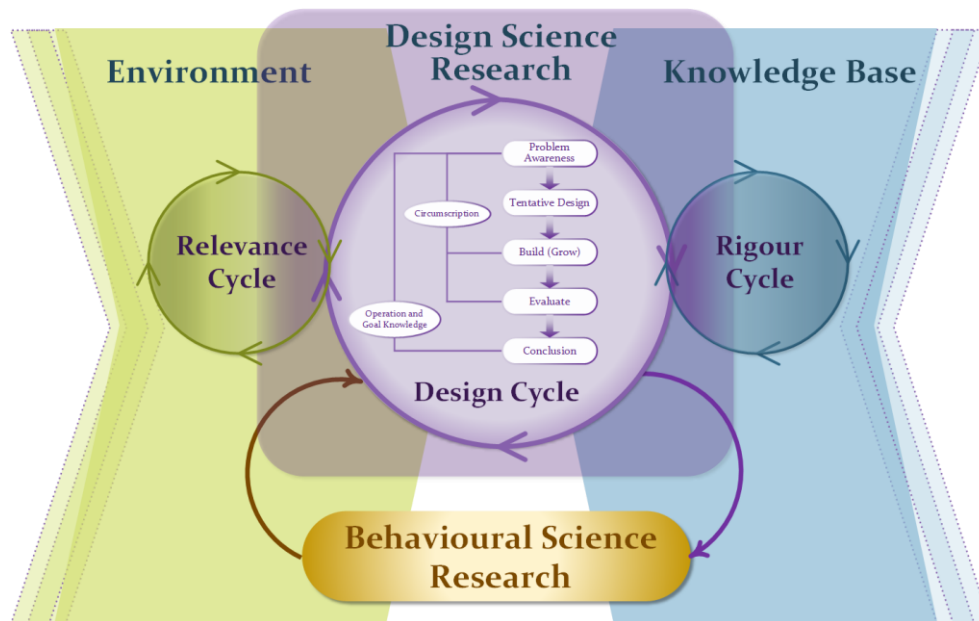 Environment
Design Science
Research
Knowledge Base
Relevance
Cycle
Problem
Awareness
Tentative Design
Circumscription
Build (Grow)
Evaluate
Operation and
Goal Knowledge
Conclusion
Design Cycle
Rigour
Cycle
Behavioural Science
Research